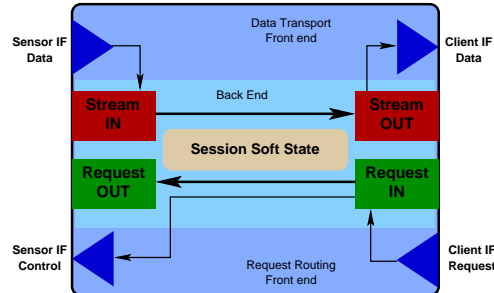 Sensor IF
Data
Data Transport
Front end
Client IF
Data
Back End
Stream
IN
Stream
OUT
Session Soft State
Request
OUT
Request
IN
Sensor IF
Control
Request Routing
Front end
Client IF
Request